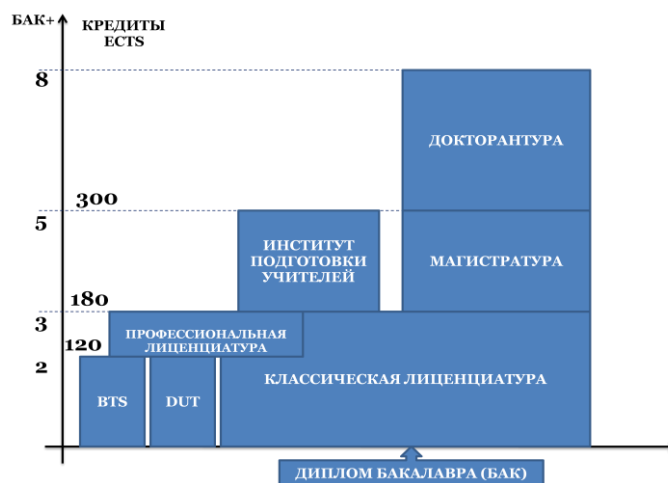 БАК+
КРЕДИТЫ
ECTS
8
ДОКТОРАНТУРА
300
5
ИНСТИТУТ
ПОДГОТОВКИ
УЧИТЕЛЕЙ
МАГИСТРАТУРА
180
3
ПРОФЕССИОНАЛЬНАЯ
ЛИЦЕНЦИАТУРА
120
2
КЛАССИЧЕСКАЯ ЛИЦЕНЦИАТУРА
BTS
DUT
ДИПЛОМ БАКАЛАВРА (БАК)